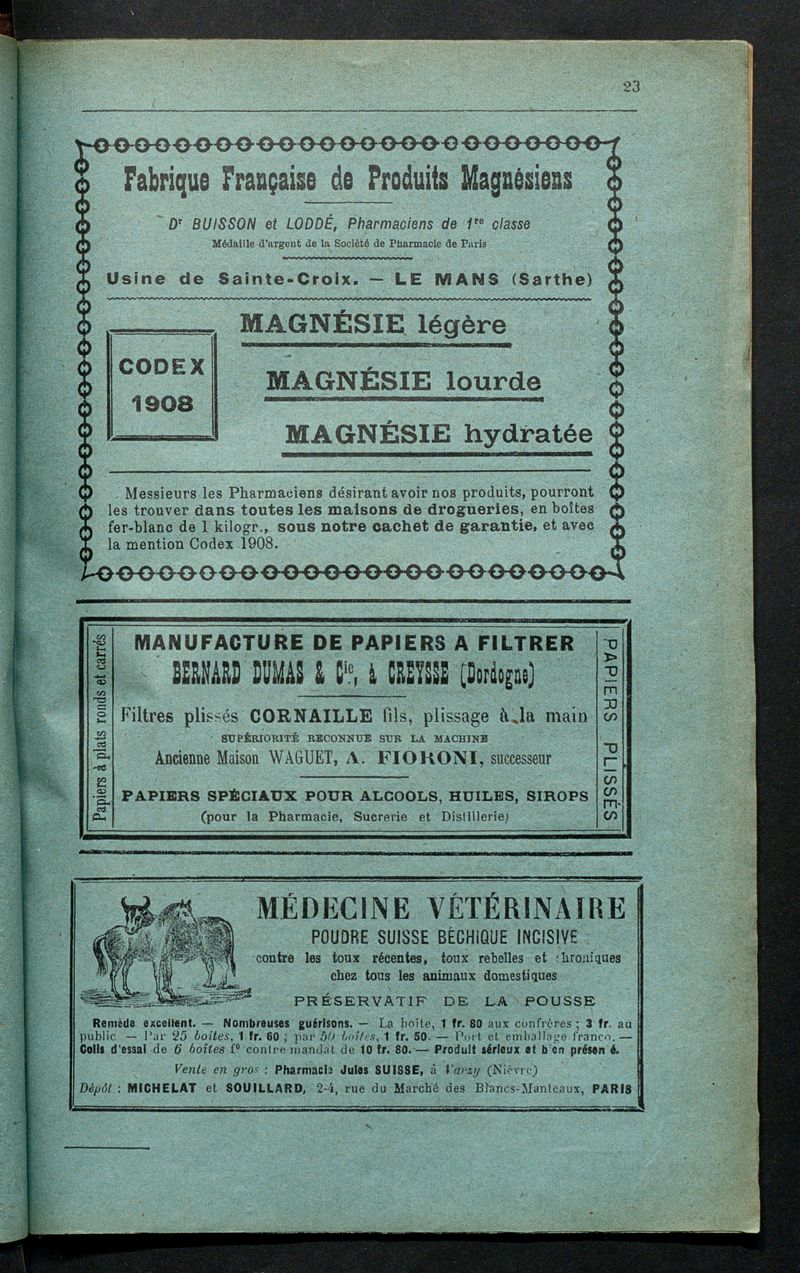 23
Fabrique Française de Produits Magnésiens
Dr BUISSON et LODDÉ, Pharmaciens de 1re classe
Médaille d'argent de la Société de Pharmacie de Paris
Usine de Sainte-Croix. — LE MANS (Sarthe)
CODEX
1908
MAGNÉSIE légère
MAGNÉSIE lourde
MAGNÉSIE hydratée
Messieurs les Pharmaciens désirant avoir nos produits, pourront
les trouver dans toutes les maisons de drogueries, en boîtes
fer-blanc de 1 kilogr., sous notre cachet de garantie, et avec
la mention Codex 1908.
Papiers à plats ronds et carrés
MANUFACTURE DE PAPIERS A FILTRER
BERNARD DUMAS & Cie, à CREYSSE (Dordogne)
Filtres plissés CORNAILLE fils, plissage à la main
SUPÉRIORITÉ RECONNUE SUR LA MACHINE
Ancienne Maison WAGUET, A. FIORONI, successeur
PAPIERS SPÉCIAUX POUR ALCOOLS, HUILES, SIROPS
(pour la Pharmacie, Sucrerie et Distillerie)
PAPIERS PLISSÉS
MÉDECINE VÉTÉRINAIRE
POUDRE SUISSE BÉCHIQUE INCISIVE
contre les toux récentes, toux rebelles et chroniques
chez tous les animaux domestiques
PRÉSERVATIF DE LA POUSSE
Remède excellent. — Nombreuses guérisons. — La boîte, 1 fr. 80 aux confrères ; 3 fr. au
public — Par 25 boîtes, 1 fr. 60 ; par 50 boîtes, 1 fr. 50. — Port et emballage franco. —
Colis d'essai de 6 boîtes fo contre mandat de 10 fr. 80. — Produit sérieux et bien présenté.
Vente en gros : Pharmacie Jules SUISSE, à Varzy (Nièvre)
Dépôt : MICHELAT et SOUILLARD, 2-4, rue du Marché des Blancs-Manteaux, PARIS